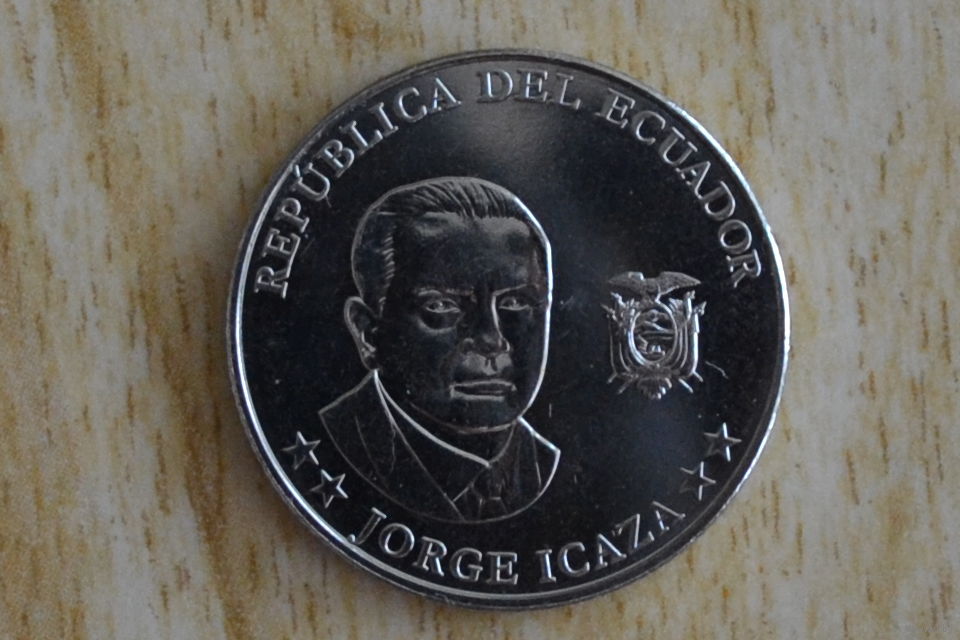 REPÚBLICA DEL ECUADOR
JORGE ICAZA